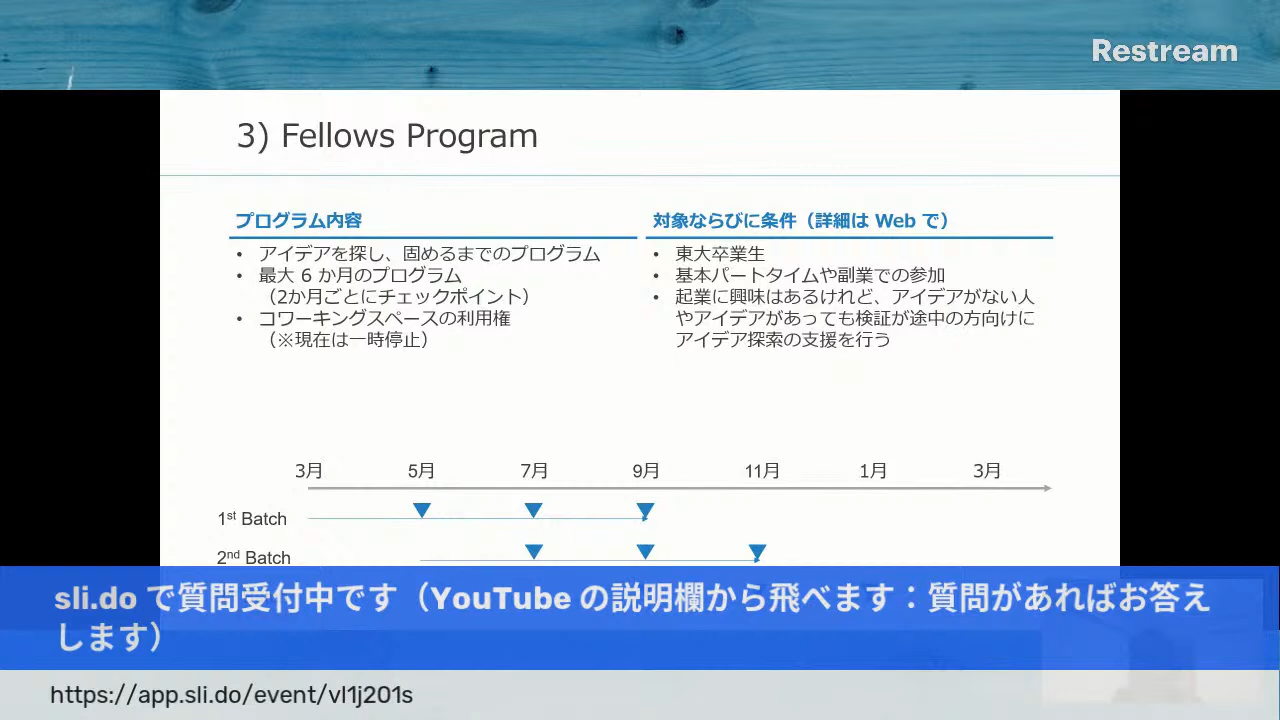 Restream
3) Fellows Program
プログラム内容
• アイデアを探し、固めるまでのプログラム
• 最大 6 か月のプログラム
（2か月ごとにチェックポイント）
• コワーキングスペースの利用権
（※現在は一時停止）
対象ならびに条件（詳細は Web で）
• 東大卒業生
• 基本パートタイムや副業での参加
• 起業に興味はあるけれど、アイデアがない人
やアイデアがあっても検証が途中の方向けに
アイデア探索の支援を行う
3月 5月 7月 9月 11月 1月 3月
1st Batch
2nd Batch
sli.do で質問受付中です（YouTube の説明欄から飛べます：質問があればお答え
します）
https://app.sli.do/event/vl1j201s